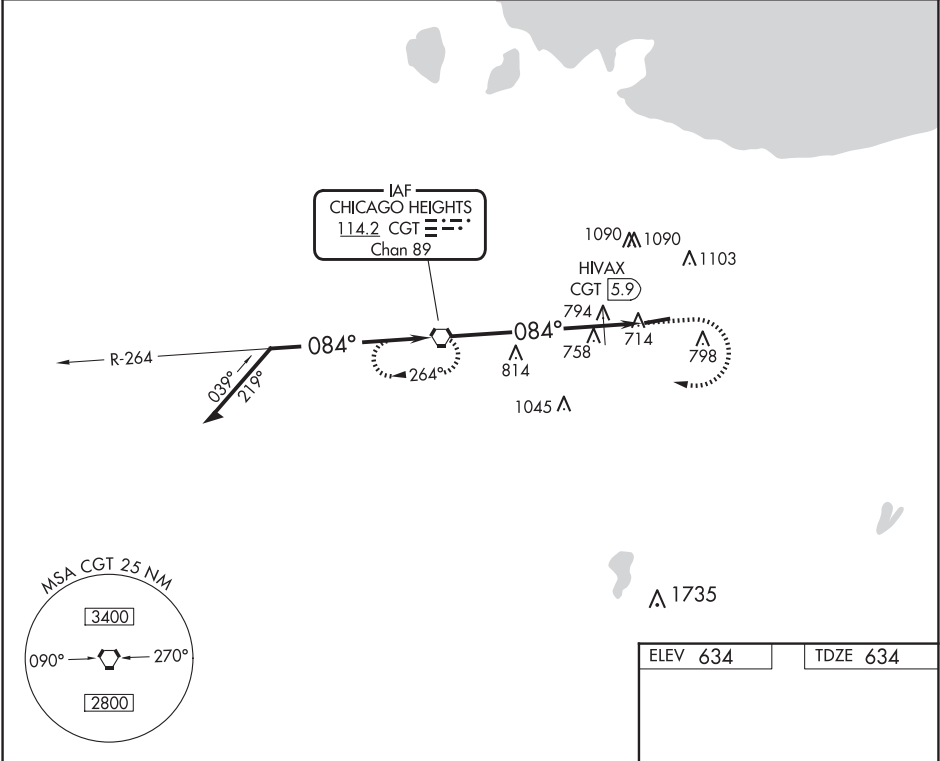 IAF
CHICAGO HEIGHTS
114.2 CGT
Chan 89
1090 1090
1103
HIVAX
CGT 5.9
794
R-264
084°
084°
758
714
798
264°
814
039°
219°
1045
MSA CGT 25 NM
3400
090° 270°
2800
1735
ELEV 634 TDZE 634